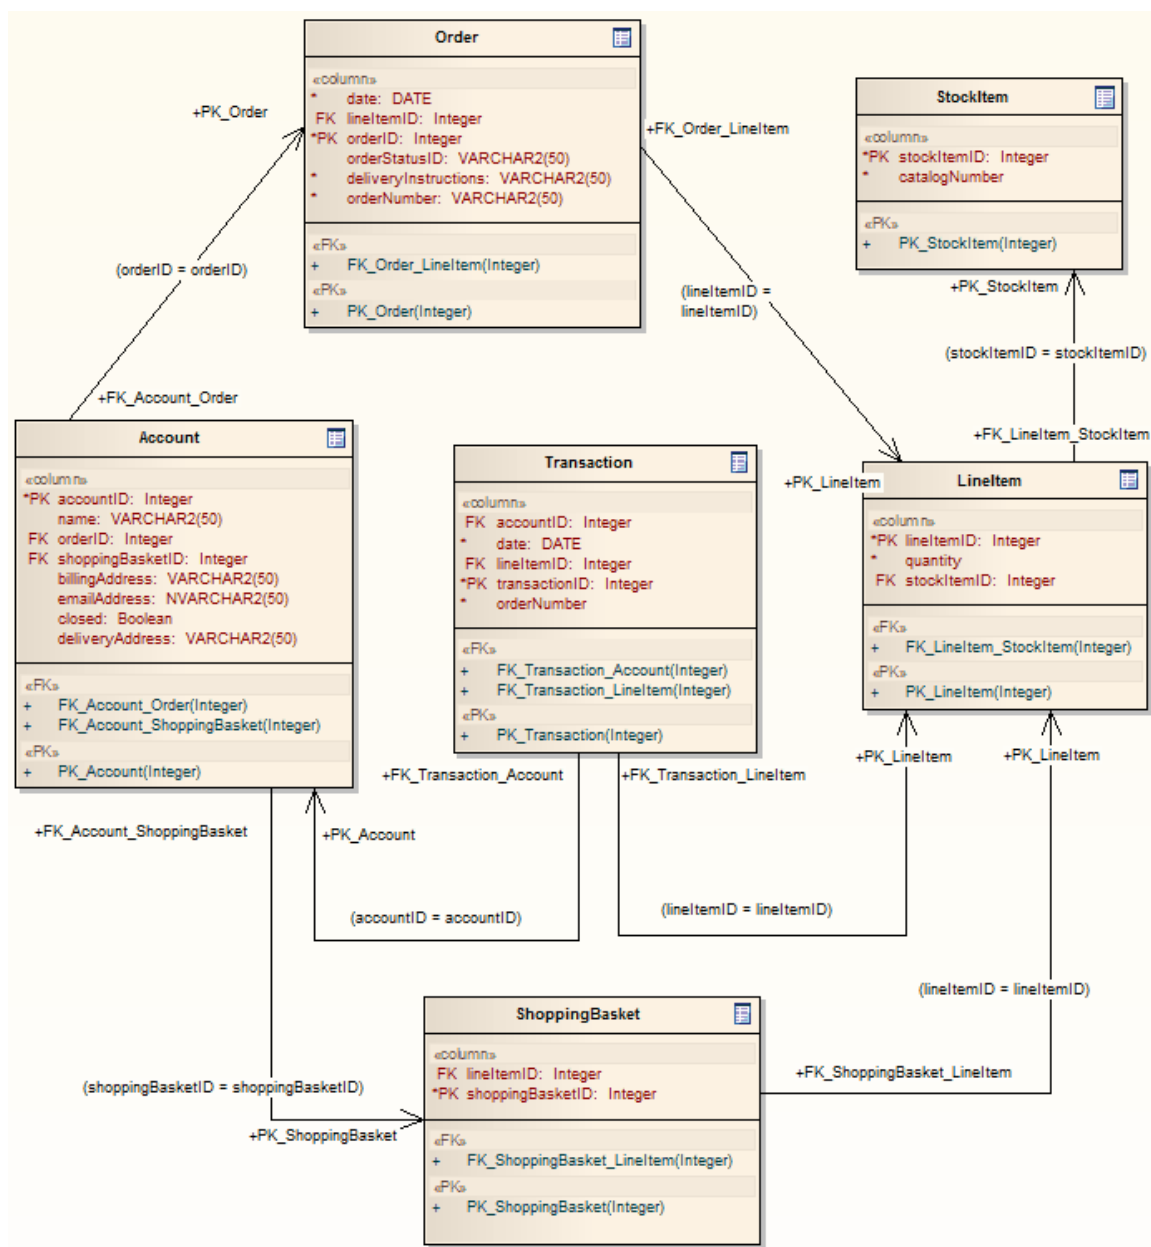 Order
«column»
* date: DATE
FK lineItemID: Integer
*PK orderID: Integer
orderStatusID: VARCHAR2(50)
* deliveryInstructions: VARCHAR2(50)
* orderNumber: VARCHAR2(50)
«FK»
+ FK_Order_LineItem(Integer)
«PK»
+ PK_Order(Integer)
+PK_Order
+FK_Order_LineItem
StockItem
«column»
*PK stockItemID: Integer
* catalogNumber
«PK»
+ PK_StockItem(Integer)
+PK_StockItem
(orderID = orderID)
(lineItemID =
lineItemID)
(stockItemID = stockItemID)
+FK_Account_Order
+FK_LineItem_StockItem
Account
«column»
*PK accountID: Integer
name: VARCHAR2(50)
FK orderID: Integer
FK shoppingBasketID: Integer
billingAddress: VARCHAR2(50)
emailAddress: NVARCHAR2(50)
closed: Boolean
deliveryAddress: VARCHAR2(50)
«FK»
+ FK_Account_Order(Integer)
+ FK_Account_ShoppingBasket(Integer)
«PK»
+ PK_Account(Integer)
Transaction
«column»
FK accountID: Integer
* date: DATE
FK lineItemID: Integer
*PK transactionID: Integer
* orderNumber
«FK»
+ FK_Transaction_Account(Integer)
+ FK_Transaction_LineItem(Integer)
«PK»
+ PK_Transaction(Integer)
+PK_LineItem
LineItem
«column»
*PK lineItemID: Integer
* quantity
FK stockItemID: Integer
«FK»
+ FK_LineItem_StockItem(Integer)
«PK»
+ PK_LineItem(Integer)
+PK_LineItem
+PK_LineItem
+FK_Transaction_Account
+FK_Transaction_LineItem
+FK_Account_ShoppingBasket
+PK_Account
(accountID = accountID)
(lineItemID = lineItemID)
(lineItemID = lineItemID)
ShoppingBasket
«column»
FK lineItemID: Integer
*PK shoppingBasketID: Integer
«FK»
+ FK_ShoppingBasket_LineItem(Integer)
«PK»
+ PK_ShoppingBasket(Integer)
+FK_ShoppingBasket_LineItem
(shoppingBasketID = shoppingBasketID)
+PK_ShoppingBasket